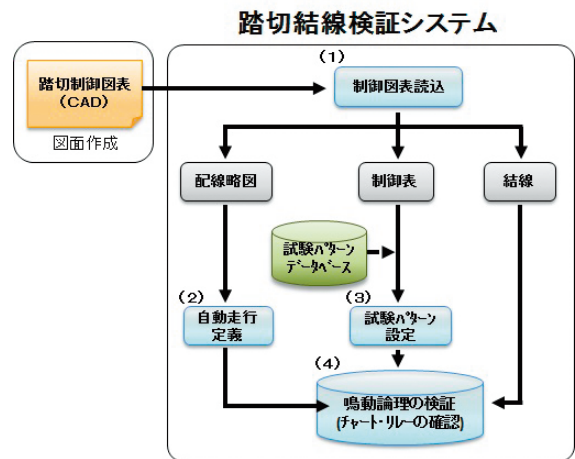 踏切結線検証システム
踏切制御図表
（CAD）
図面作成
(1)
制御図表読込
配線略図
制御表
結線
試験ﾊﾟﾀｰﾝ
ﾃﾞｰﾀﾍﾞｰｽ
(2)
自動走行
定義
(3)
試験ﾊﾟﾀｰﾝ
設定
(4)
鳴動論理の検証
(ﾁｬｰﾄ・ﾘﾚｰの確認)